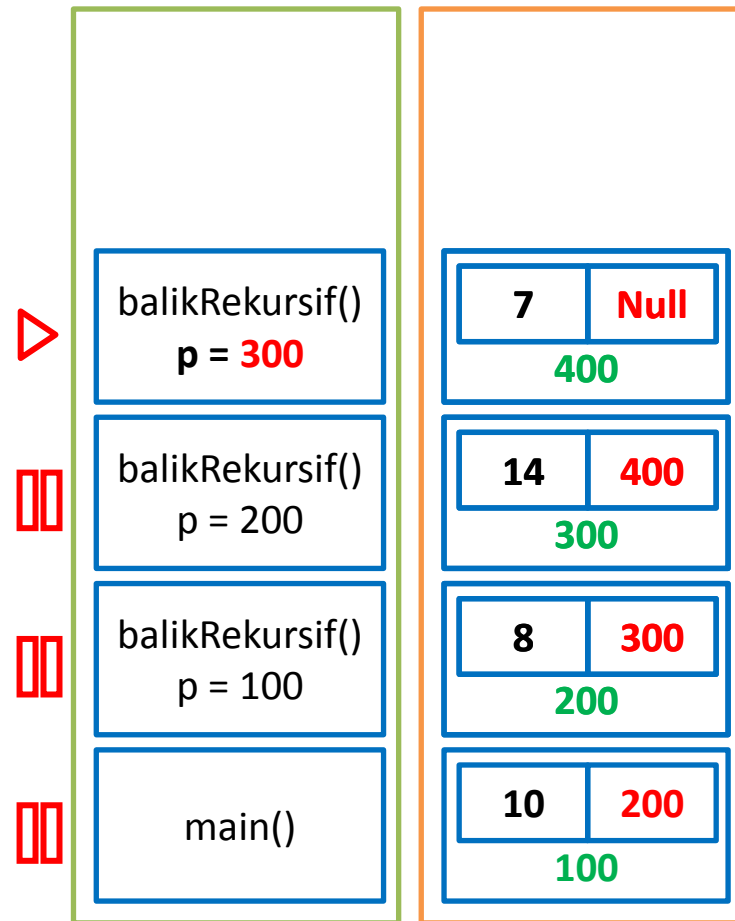 balikRekursif()
p = 300
balikRekursif()
p = 200
balikRekursif()
p = 100
main()
7 Null
400
14 400
300
8 300
200
10 200
100